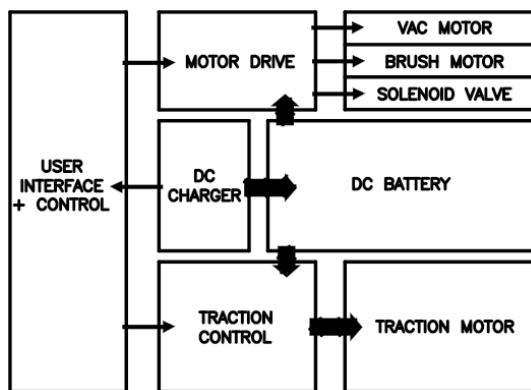 VAC MOTOR
MOTOR DRIVE
BRUSH MOTOR
SOLENOID VALVE
USER
INTERFACE
+ CONTROL
DC
CHARGER
DC BATTERY
TRACTION
CONTROL
TRACTION MOTOR